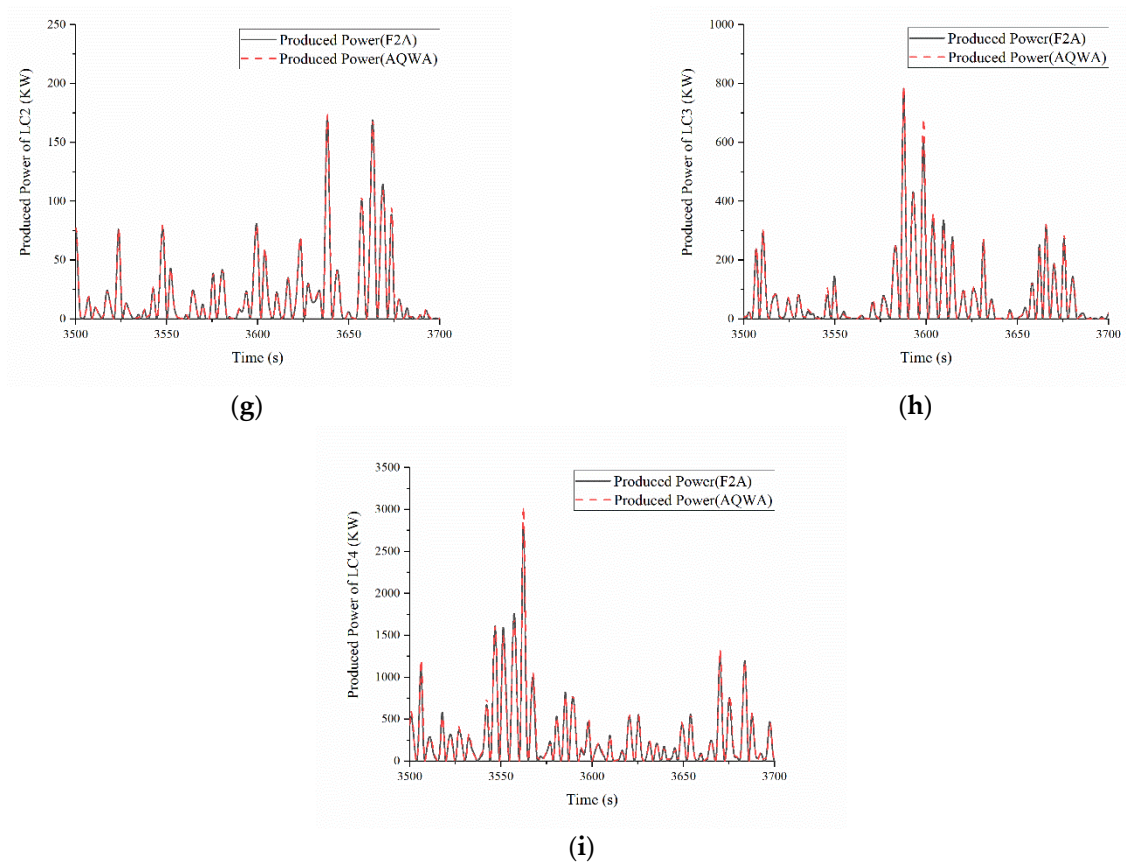 250
200
150
100
50
0
Produced Power of LC2 (KW)
Produced Power(F2A)
Produced Power(AQWA)
3500 3550 3600 3650 3700
Time (s)
(g)
1000
800
600
400
200
0
Produced Power of LC3 (KW)
Produced Power(F2A)
Produced Power(AQWA)
3500 3550 3600 3650 3700
Time (s)
(h)
3500
3000
2500
2000
1500
1000
500
0
Produced Power of LC4 (KW)
Produced Power(F2A)
Produced Power(AQWA)
3500 3550 3600 3650 3700
Time (s)
(i)